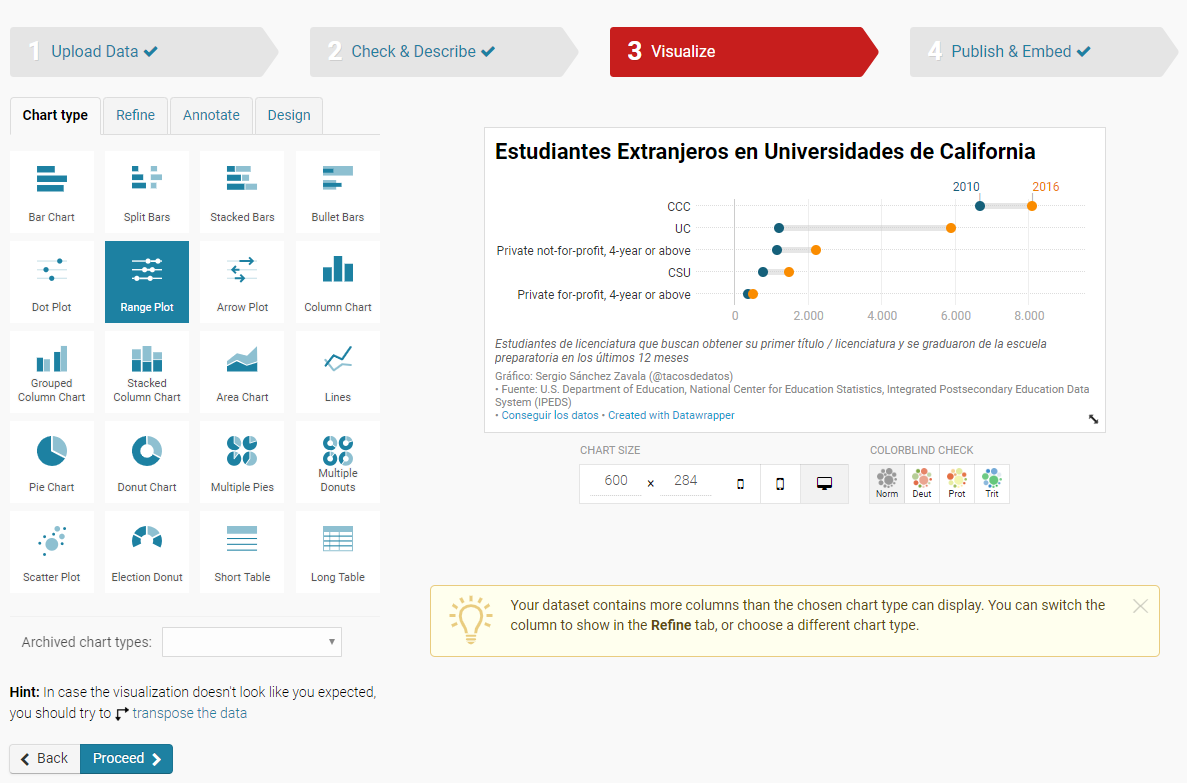 1 Upload Data
2 Check & Describe
3 Visualize
4 Publish & Embed
Chart type
Refine
Annotate
Design
Bar Chart
Split Bars
Stacked Bars
Bullet Bars
Dot Plot
Range Plot
Arrow Plot
Column Chart
Grouped
Column Chart
Stacked
Column Chart
Area Chart
Lines
Pie Chart
Donut Chart
Multiple Pies
Multiple
Donuts
Scatter Plot
Election Donut
Short Table
Long Table
Archived chart types:
Hint: In case the visualization doesn't look like you expected,
you should try to transpose the data
Back
Proceed
Estudiantes Extranjeros en Universidades de California
2010 2016
CCC
UC
Private not-for-profit, 4-year or above
CSU
Private for-profit, 4-year or above
0 2.000 4.000 6.000 8.000
Estudiantes de licenciatura que buscan obtener su primer título / licenciatura y se graduaron de la escuela
preparatoria en los últimos 12 meses
Gráfico: Sergio Sánchez Zavala (@tacosdedatos)
• Fuente: U.S. Department of Education, National Center for Education Statistics, Integrated Postsecondary Education Data
System (IPEDS)
• Conseguir los datos • Created with Datawrapper
CHART SIZE
600 × 284
COLORBLIND CHECK
Norm
Deut
Prot
Trit
Your dataset contains more columns than the chosen chart type can display. You can switch the
column to show in the Refine tab, or choose a different chart type.